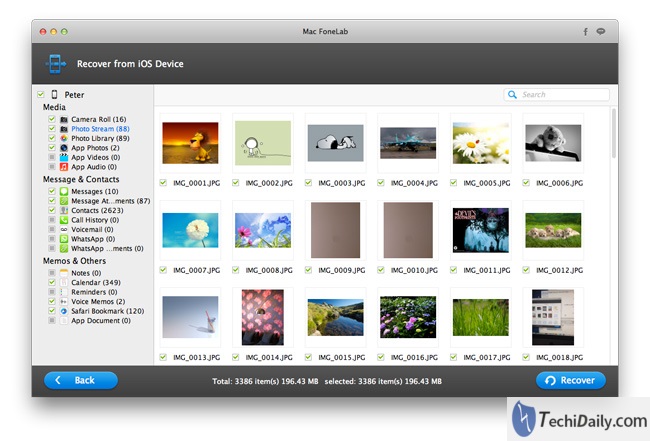 Mac FoneLab
Recover from iOS Device
Peter
Media
Camera Roll (16)
Photo Stream (88)
Photo Library (89)
App Photos (2)
App Videos (0)
App Audio (0)
Message & Contacts
Messages (10)
Message At...ments (87)
Contacts (2623)
Call History (0)
Voicemail (0)
WhatsApp (0)
WhatsApp ...ments (0)
Memos & Others
Notes (0)
Calendar (349)
Reminders (0)
Voice Memos (2)
Safari Bookmark (120)
App Document (0)
Search
IMG_0001.JPG
IMG_0002.JPG
IMG_0003.JPG
IMG_0004.JPG
IMG_0005.JPG
IMG_0006.JPG
IMG_0007.JPG
IMG_0008.JPG
IMG_0009.JPG
IMG_0010.JPG
IMG_0011.JPG
IMG_0012.JPG
IMG_0013.JPG
IMG_0014.JPG
IMG_0015.JPG
IMG_0016.JPG
IMG_0017.JPG
IMG_0018.JPG
Back
Total: 3386 item(s) 196.43 MB selected: 3386 item(s) 196.43 MB
Recover
TechiDaily.com